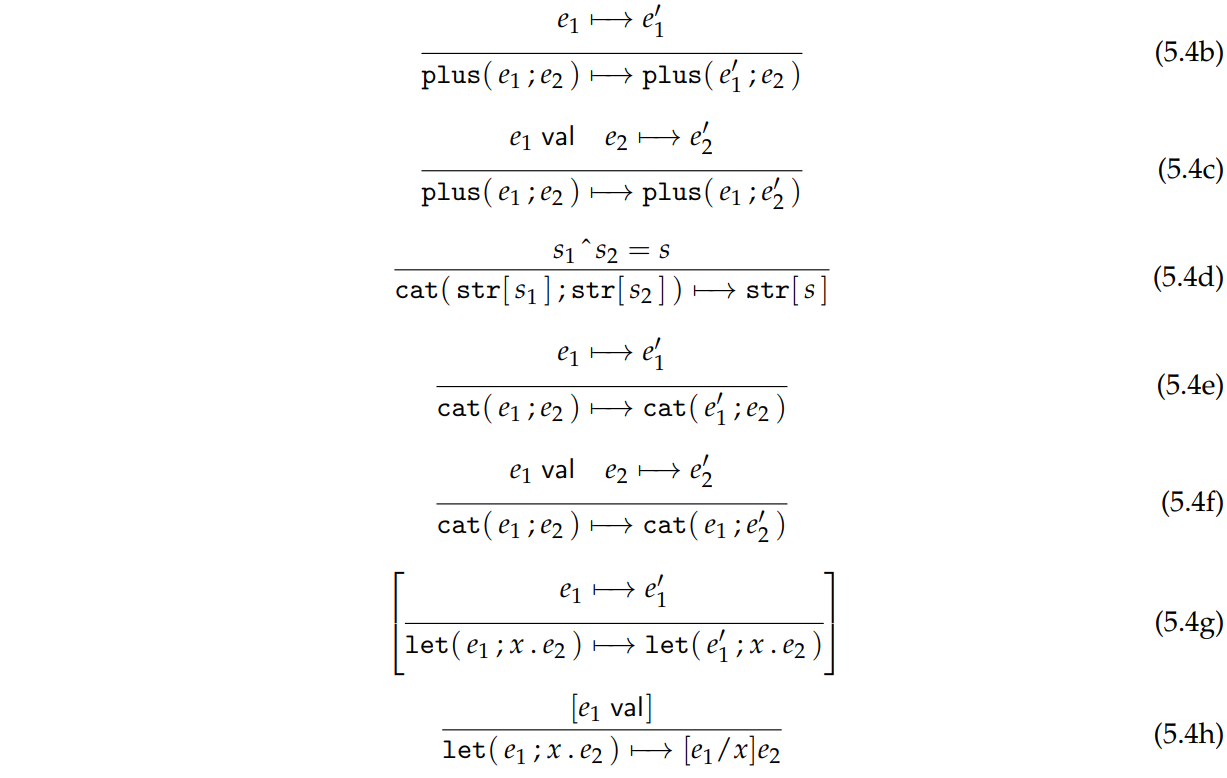 e₁ ⟼ e₁′
plus(e₁;e₂) ⟼ plus(e₁′;e₂) (5.4b)
e₁ val e₂ ⟼ e₂′
plus(e₁;e₂) ⟼ plus(e₁;e₂′) (5.4c)
s₁ ˆ s₂ = s
cat(str[s₁];str[s₂]) ⟼ str[s] (5.4d)
e₁ ⟼ e₁′
cat(e₁;e₂) ⟼ cat(e₁′;e₂) (5.4e)
e₁ val e₂ ⟼ e₂′
cat(e₁;e₂) ⟼ cat(e₁;e₂′) (5.4f)
[e₁ ⟼ e₁′
let(e₁;x.e₂) ⟼ let(e₁′;x.e₂)] (5.4g)
[e₁ val]
let(e₁;x.e₂) ⟼ [e₁/x]e₂ (5.4h)